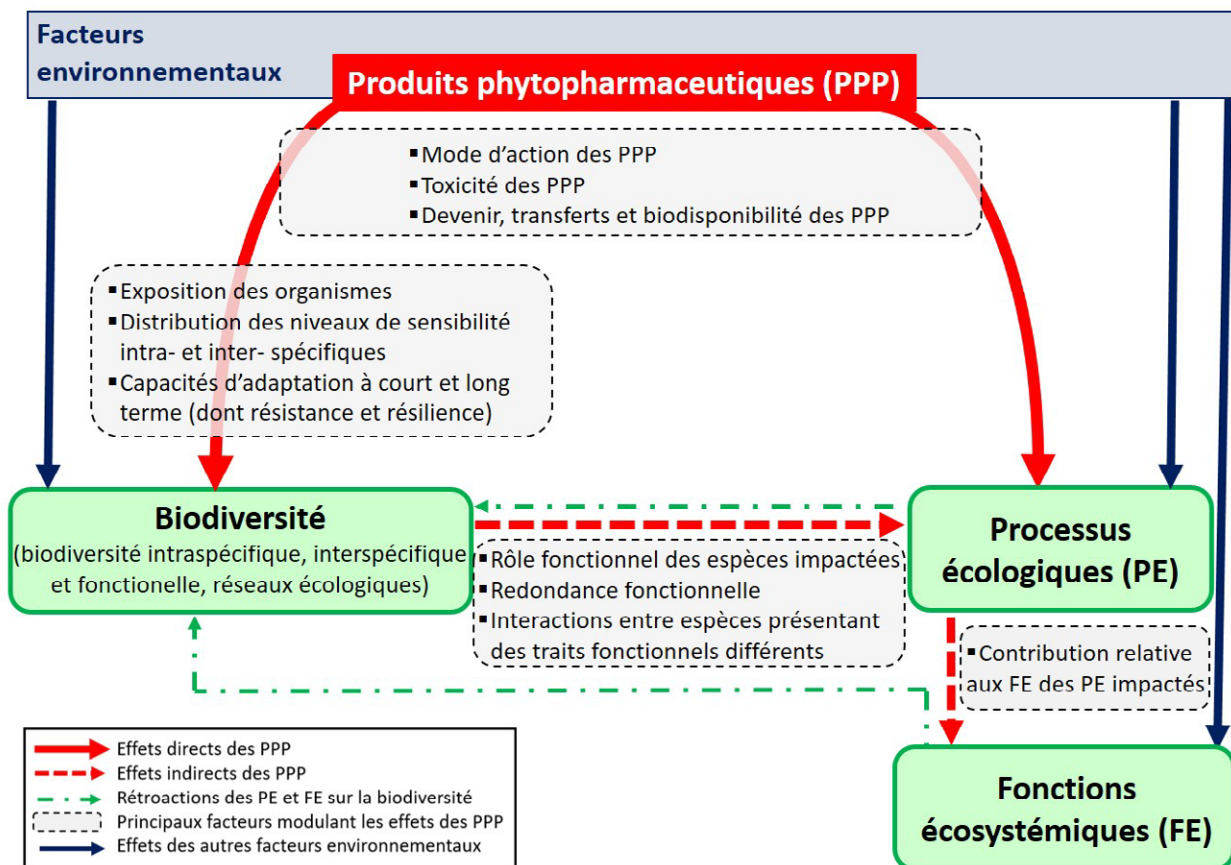 Facteurs
environnementaux
Produits phytopharmaceutiques (PPP)
▪Mode d'action des PPP
▪Toxicité des PPP
▪Devenir, transferts et biodisponibilité des PPP
▪Exposition des organismes
▪Distribution des niveaux de sensibilité
intra- et inter- spécifiques
▪Capacités d'adaptation à court et long
terme (dont résistance et résilience)
Biodiversité
(biodiversité intraspécifique, interspécifique
et fonctionelle, réseaux écologiques)
▪Rôle fonctionnel des espèces impactées
▪Redondance fonctionnelle
▪Interactions entre espèces présentant
des traits fonctionnels différents
Processus
écologiques (PE)
▪Contribution relative
aux FE des PE impactés
Fonctions
écosystémiques (FE)
Effets directs des PPP
Effets indirects des PPP
Rétroactions des PE et FE sur la biodiversité
Principaux facteurs modulant les effets des PPP
Effets des autres facteurs environnementaux